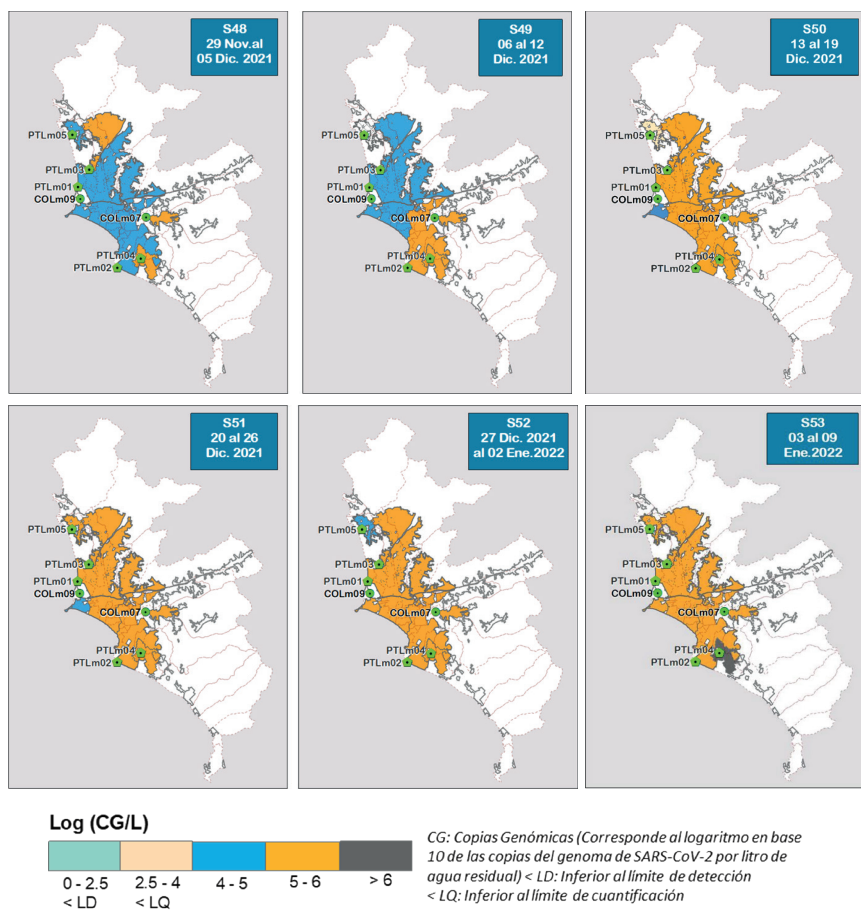 S48
29 Nov.al
05 Dic. 2021
PTLm05
PTLm03
PTLm01
COLm09
COLm07
PTLm04
PTLm02
S49
06 al 12
Dic. 2021
PTLm05
PTLm03
PTLm01
COLm09
COLm07
PTLm04
PTLm02
S50
13 al 19
Dic. 2021
PTLm05
PTLm03
PTLm01
COLm09
COLm07
PTLm04
PTLm02
S51
20 al 26
Dic. 2021
PTLm05
PTLm03
PTLm01
COLm09
COLm07
PTLm04
PTLm02
S52
27 Dic. 2021
al 02 Ene.2022
PTLm05
PTLm03
PTLm01
COLm09
COLm07
PTLm04
PTLm02
S53
03 al 09
Ene.2022
PTLm05
PTLm03
PTLm01
COLm09
COLm07
PTLm04
PTLm02
Log (CG/L)
0 - 2.5 2.5 - 4 4 - 5 5 - 6 > 6
< LD < LQ
CG: Copias Genómicas (Corresponde al logaritmo en base
10 de las copias del genoma de SARS-CoV-2 por litro de
agua residual) < LD: Inferior al límite de detección
< LQ: Inferior al límite de cuantificación